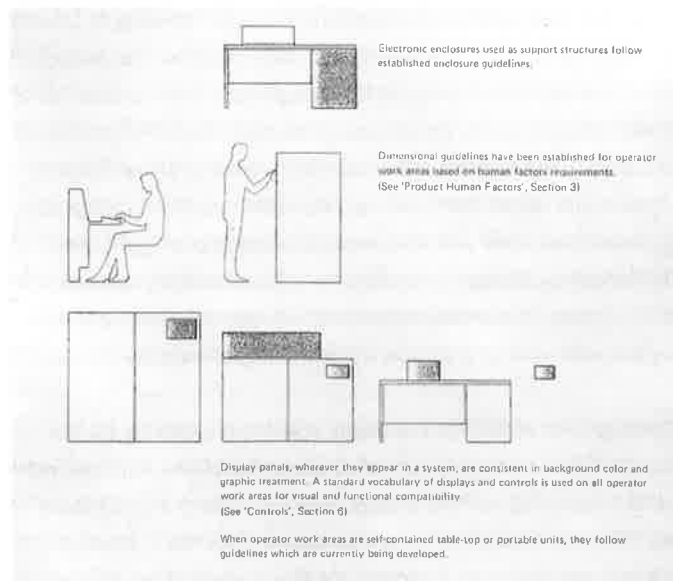 Electronic enclosures used as support structures follow
established enclosure guidelines.
Dimensional guidelines have been established for operator
work areas based on human factors requirements.
(See 'Product Human Factors', Section 3)
Display panels, wherever they appear in a system, are consistent in background color and
graphic treatment. A standard vocabulary of displays and controls is used on all operator
work areas for visual and functional compatibility
(See 'Controls', Section 6)
When operator work areas are self-contained table-top or portable units, they follow
guidelines which are currently being developed.